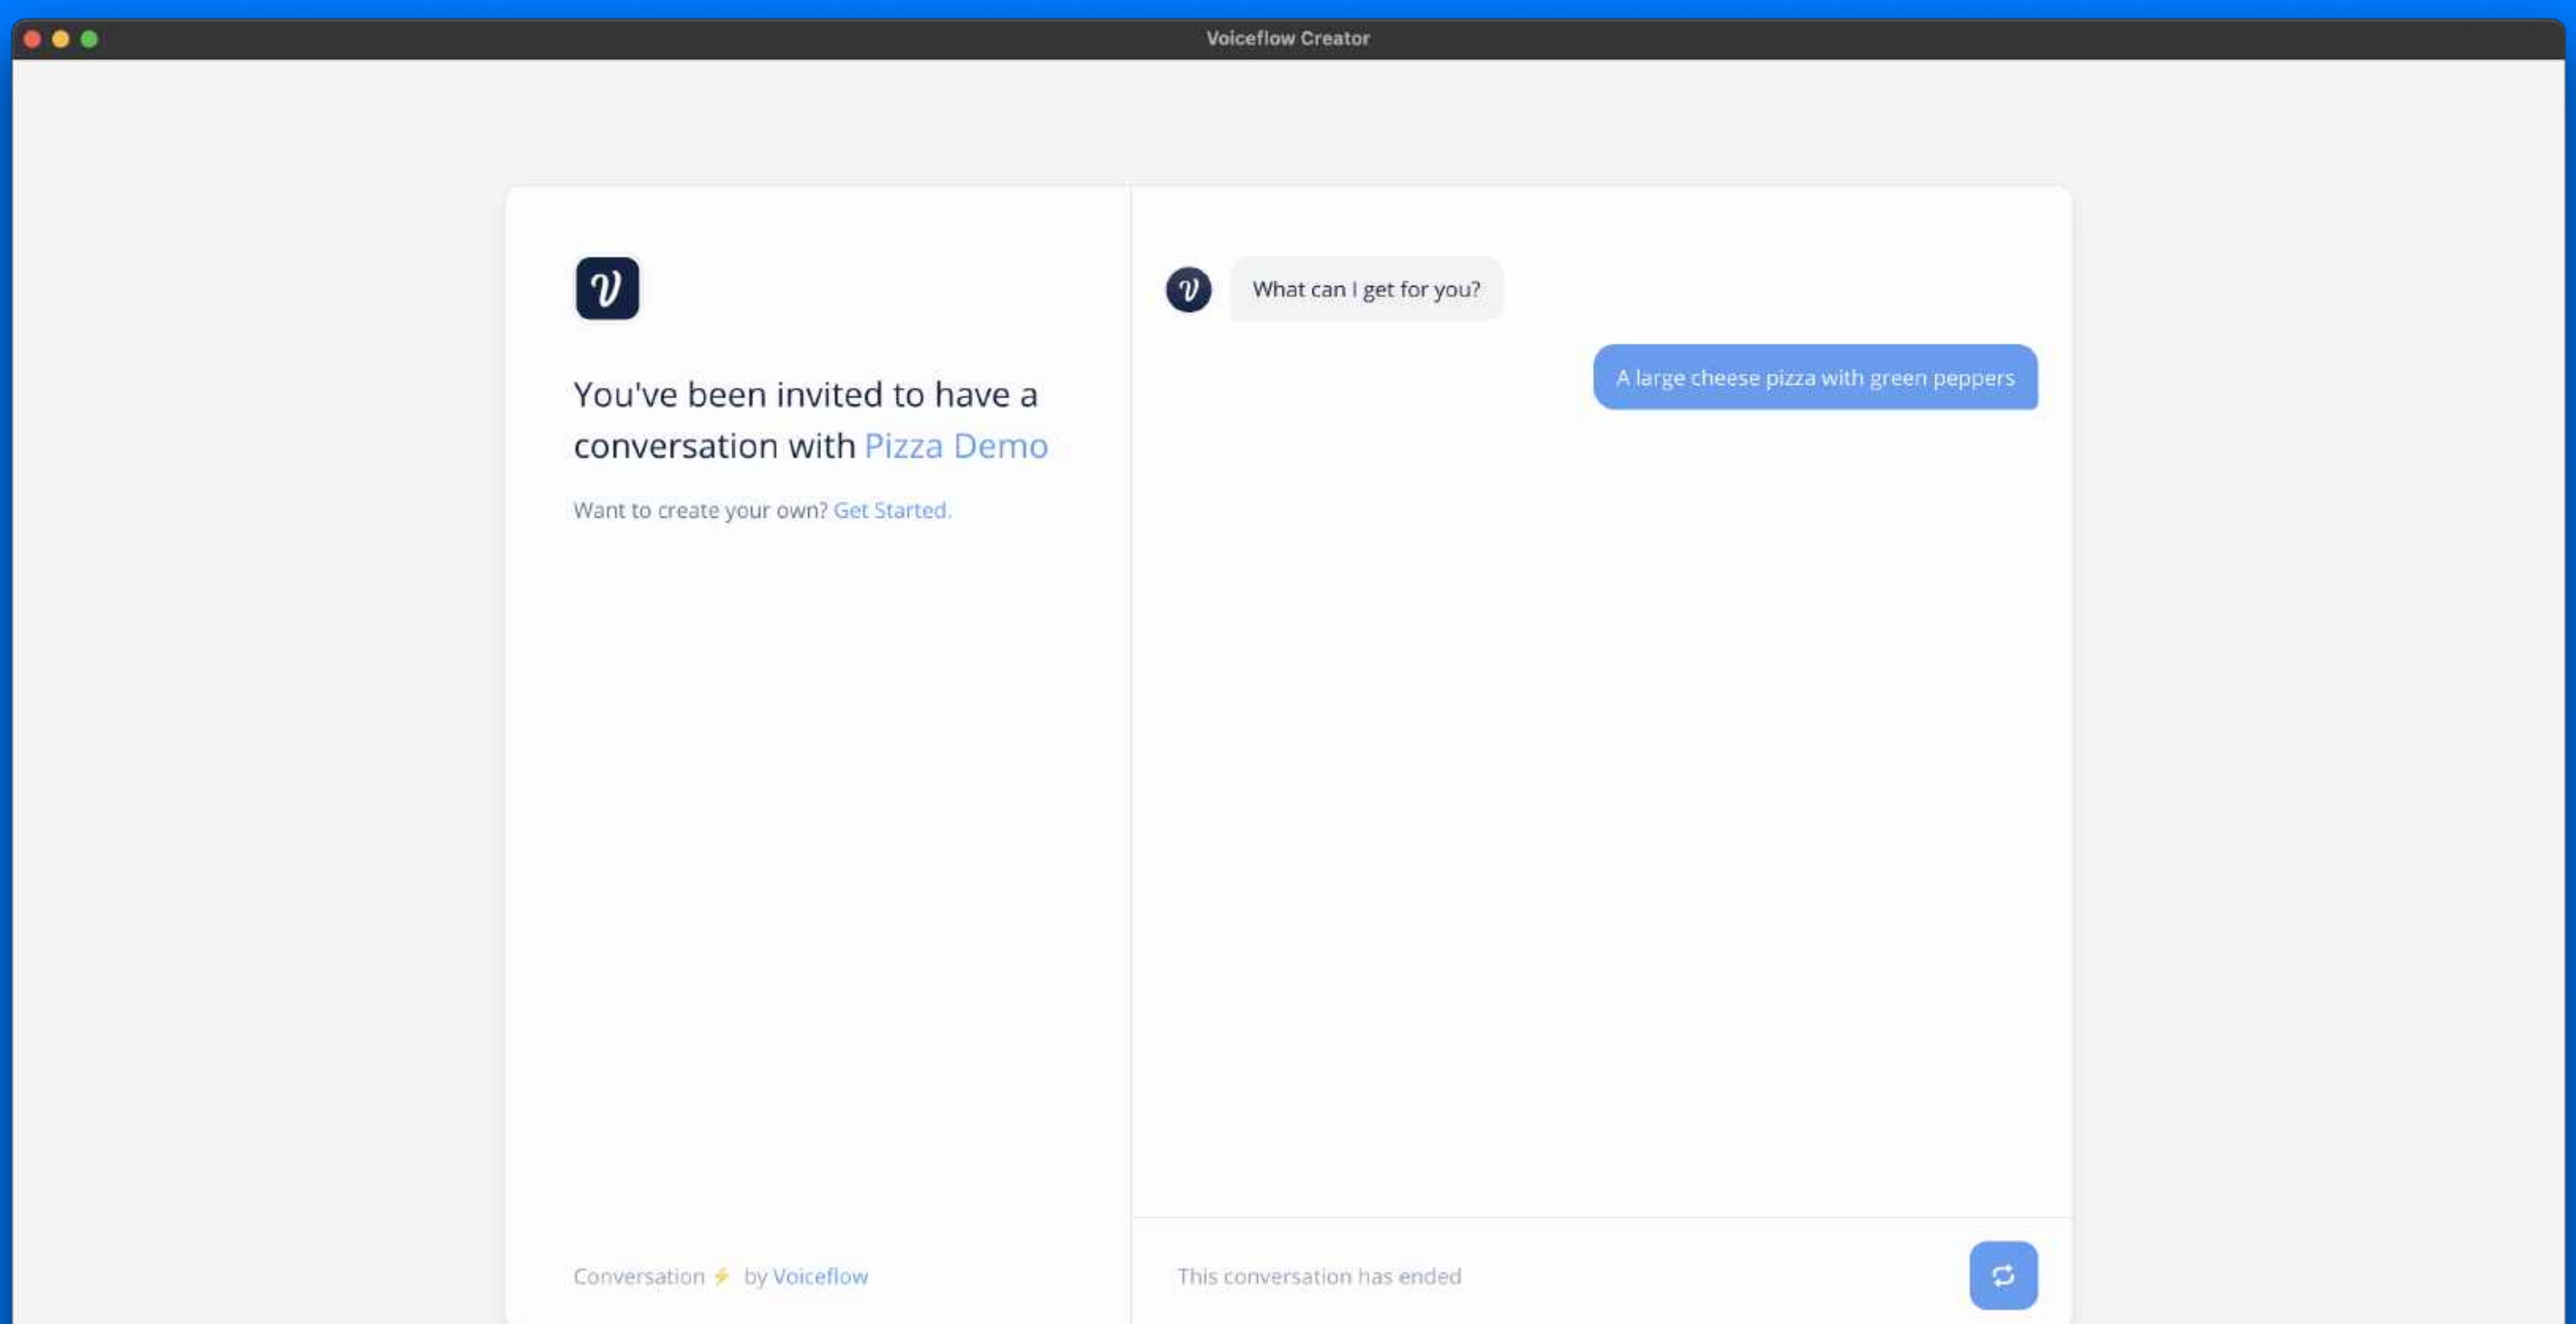 Voiceflow Creator
You've been invited to have a
conversation with Pizza Demo
Want to create your own? Get Started.
Conversation ⚡ by Voiceflow
What can I get for you?
A large cheese pizza with green peppers
This conversation has ended